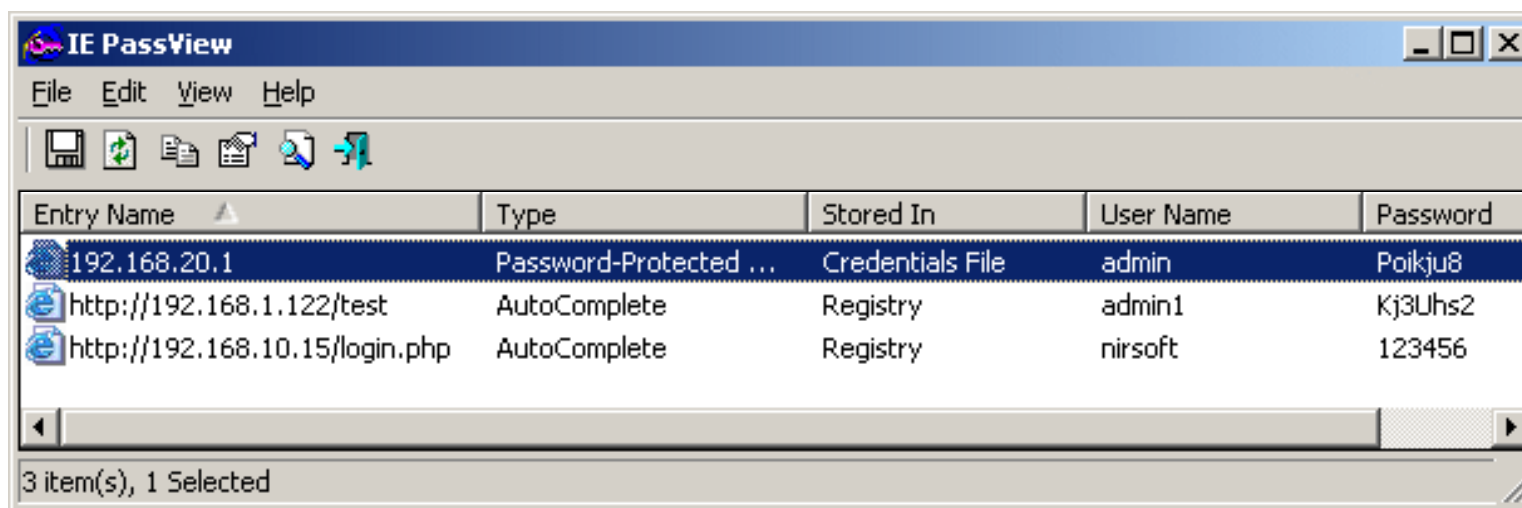 IE PassView
File Edit View Help
Entry Name Type Stored In User Name Password
192.168.20.1 Password-Protected ... Credentials File admin Poikju8
http://192.168.1.122/test AutoComplete Registry admin1 Kj3Uhs2
http://192.168.10.15/login.php AutoComplete Registry nirsoft 123456
3 item(s), 1 Selected